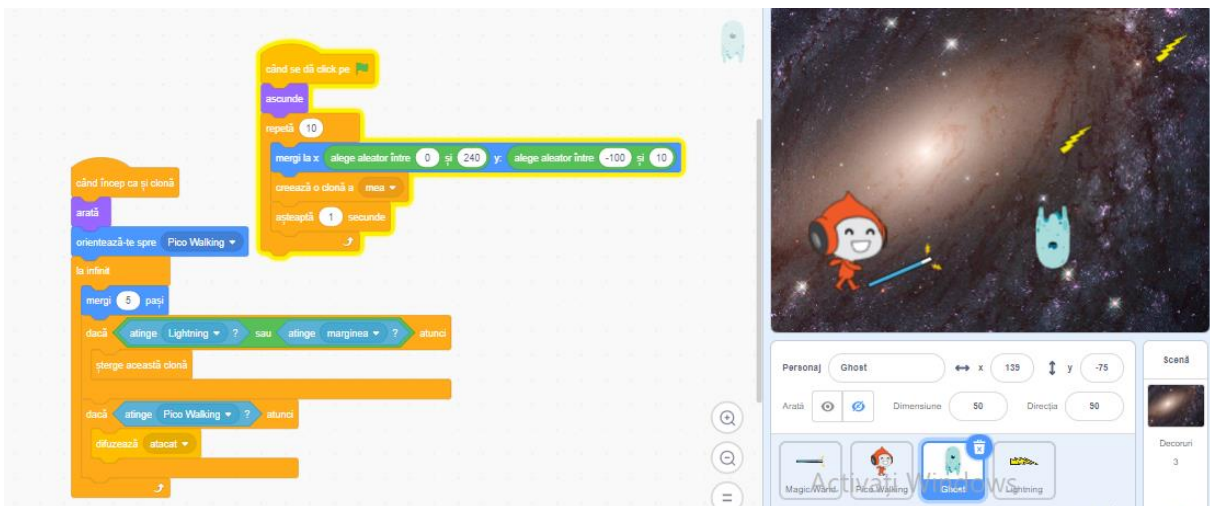 când se dă click pe
ascunde
repetă 10
mergi la x: alege aleator între 0 și 240 y: alege aleator între -100 și 10
creează o clonă a mea
așteaptă 1 secunde
când încep ca și clonă
arată
orientează-te spre Pico Walking
la infinit
mergi 5 pași
dacă atinge Lightning ? sau atinge marginea ? atunci
șterge această clonă
dacă atinge Pico Walking ? atunci
difuzează atacat
Personaj Ghost x 139 y -75
Arată Dimensiune 50 Direcția 90
MagicWand Pico Walking Ghost Lightning
Activați Windows
Scenă
Decoruri
3